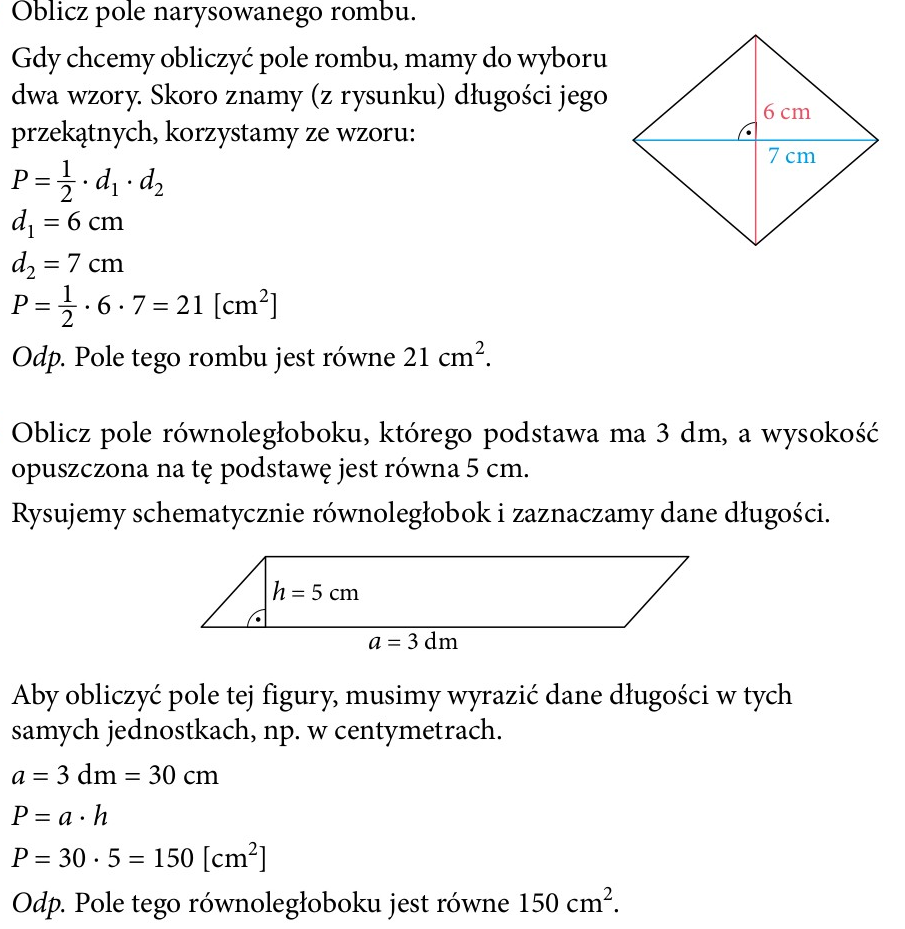 Oblicz pole narysowanego rombu.
Gdy chcemy obliczyć pole rombu, mamy do wyboru
dwa wzory. Skoro znamy (z rysunku) długości jego
przekątnych, korzystamy ze wzoru:
P = 1/2 · d₁ · d₂
d₁ = 6 cm
d₂ = 7 cm
P = 1/2 · 6 · 7 = 21 [cm²]
Odp. Pole tego rombu jest równe 21 cm².
6 cm
7 cm
Oblicz pole równoległoboku, którego podstawa ma 3 dm, a wysokość
opuszczona na tę podstawę jest równa 5 cm.
Rysujemy schematycznie równoległobok i zaznaczamy dane długości.
h = 5 cm
a = 3 dm
Aby obliczyć pole tej figury, musimy wyrazić dane długości w tych
samych jednostkach, np. w centymetrach.
a = 3 dm = 30 cm
P = a · h
P = 30 · 5 = 150 [cm²]
Odp. Pole tego równoległoboku jest równe 150 cm².